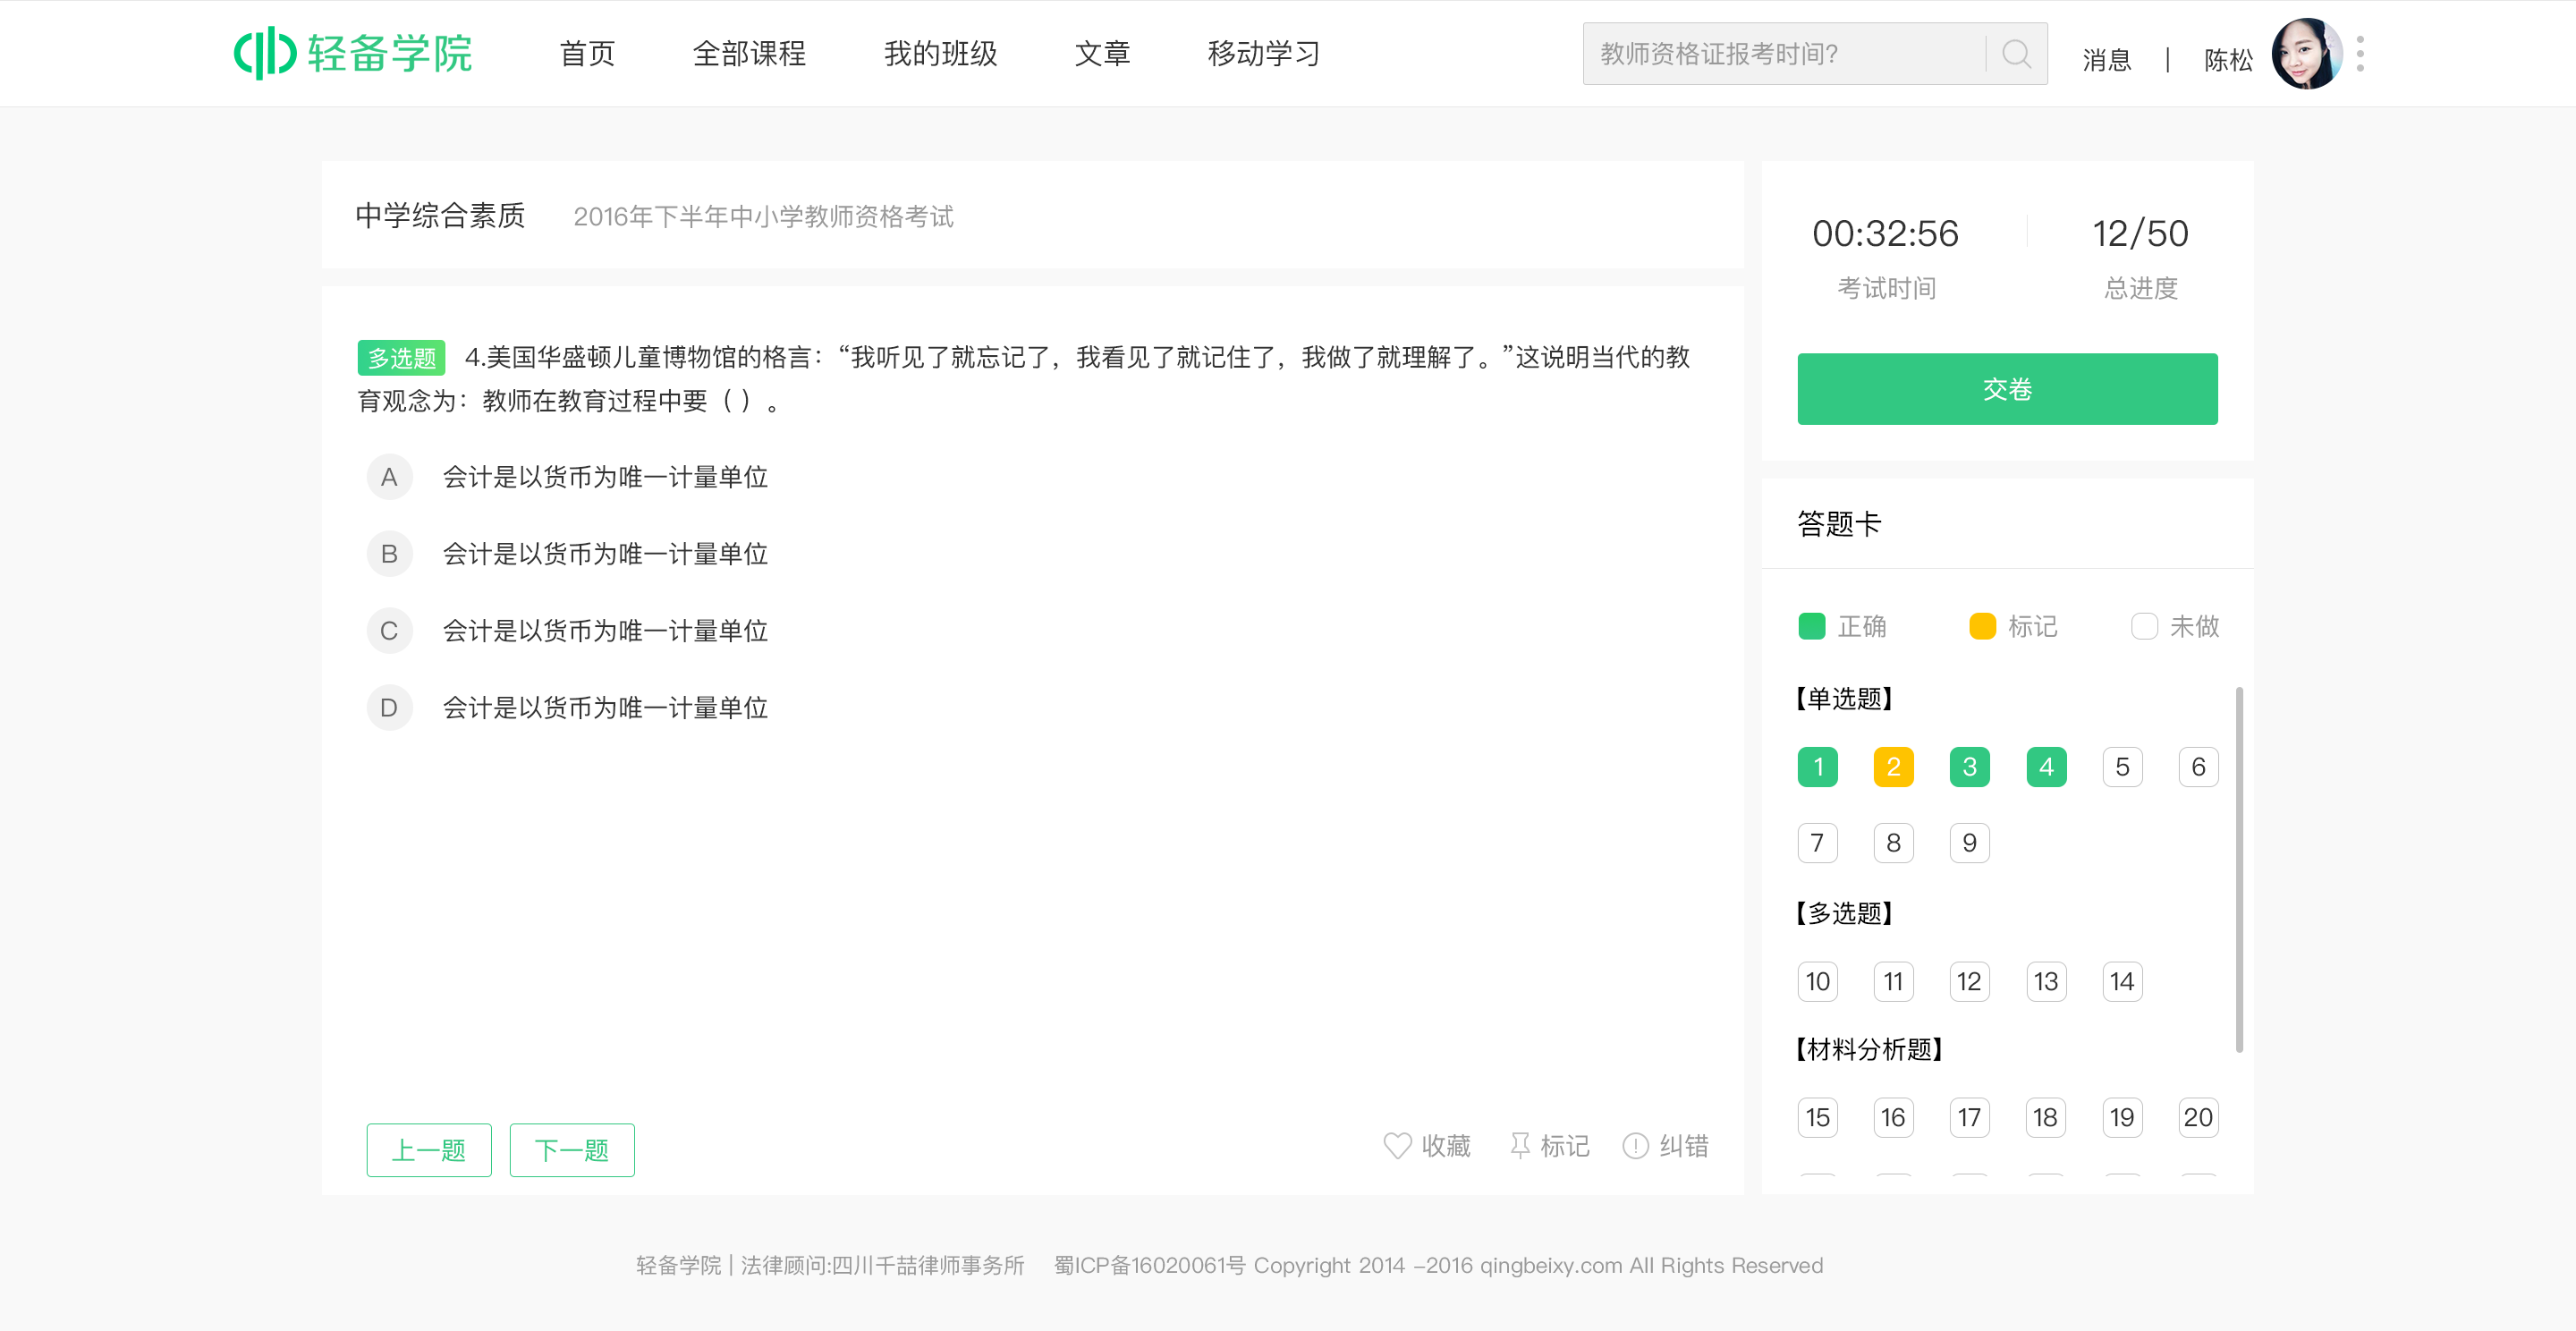 轻备学院
首页 全部课程 我的班级 文章 移动学习
教师资格证报考时间?
消息 | 陈松
中学综合素质 2016年下半年中小学教师资格考试
00:32:56 12/50
考试时间 总进度
交卷
多选题 4.美国华盛顿儿童博物馆的格言：“我听见了就忘记了，我看见了就记住了，我做了就理解了。”这说明当代的教
育观念为：教师在教育过程中要（ ）。
A 会计是以货币为唯一计量单位
B 会计是以货币为唯一计量单位
C 会计是以货币为唯一计量单位
D 会计是以货币为唯一计量单位
上一题 下一题
收藏 标记 纠错
答题卡
正确 标记 未做
【单选题】
1 2 3 4 5 6
7 8 9
【多选题】
10 11 12 13 14
【材料分析题】
15 16 17 18 19 20
轻备学院 | 法律顾问:四川千喆律师事务所 蜀ICP备16020061号 Copyright 2014 -2016 qingbeixy.com All Rights Reserved